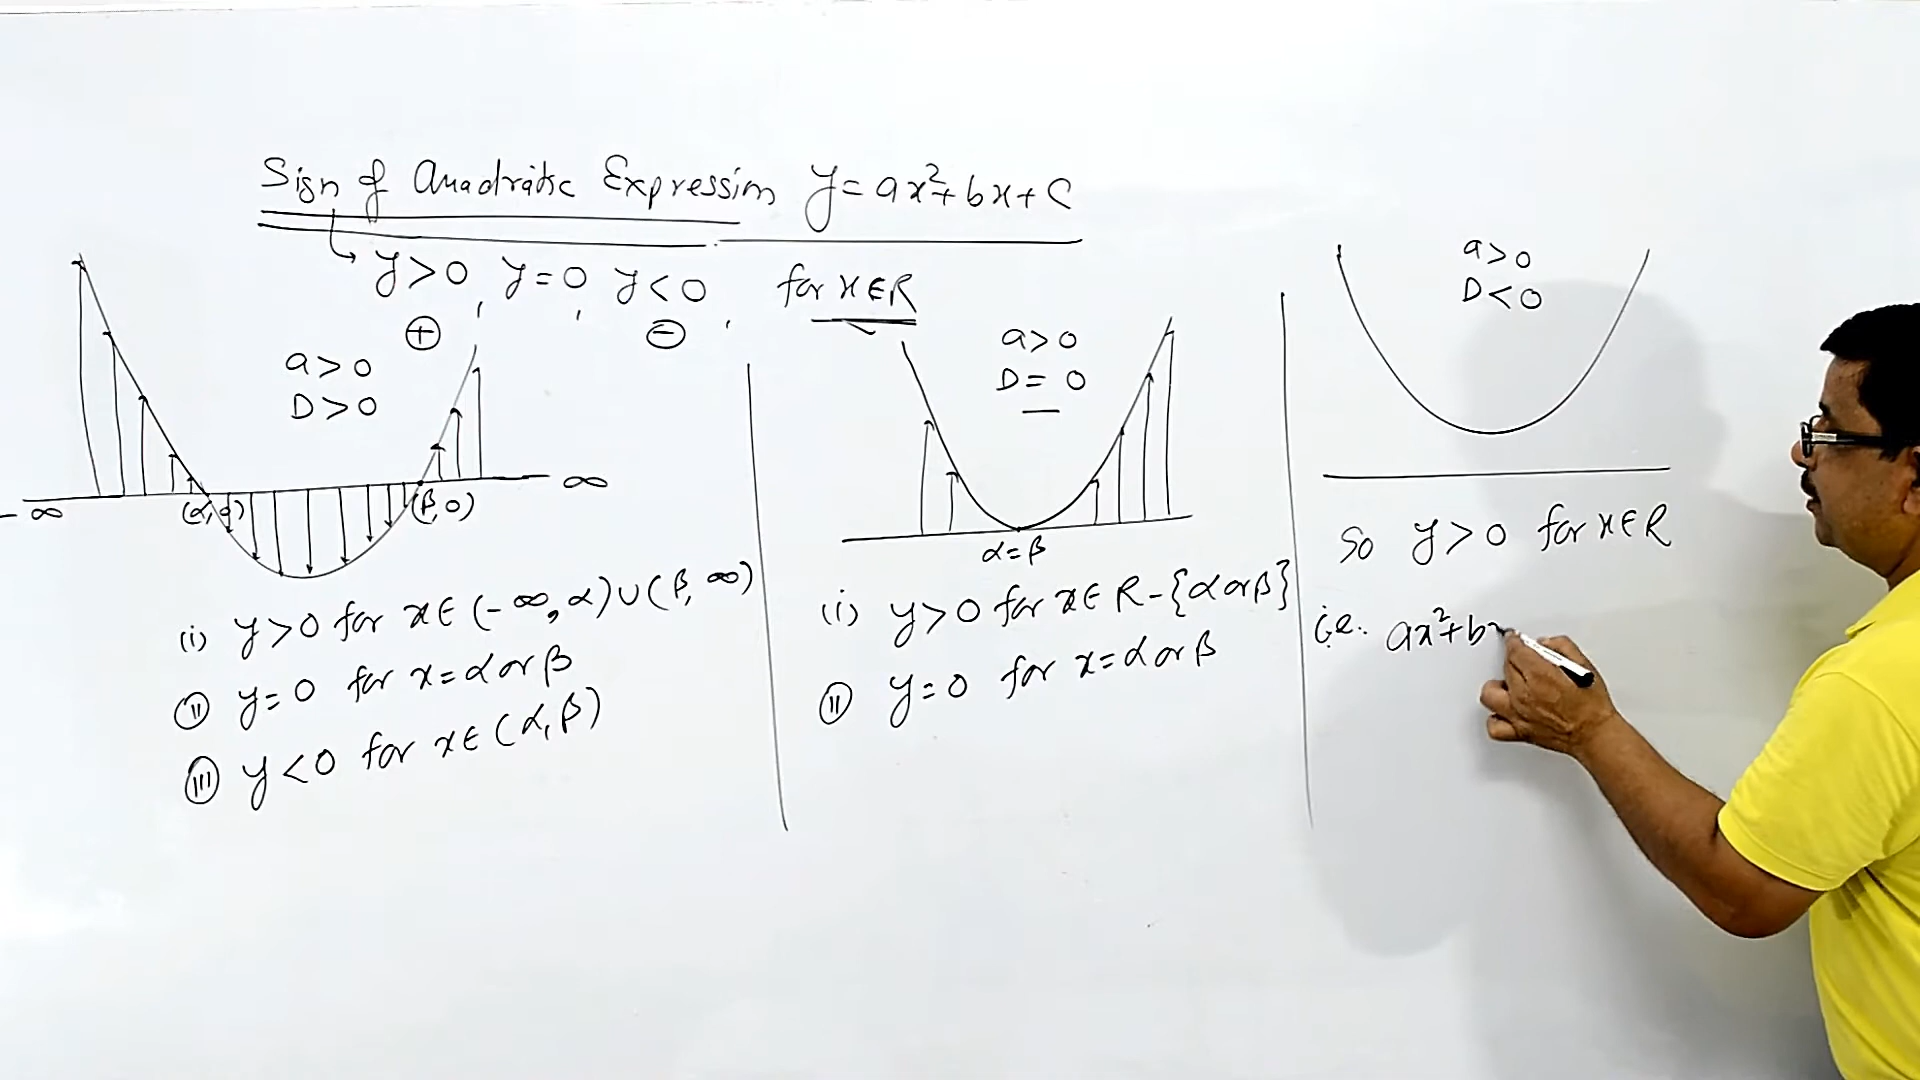 Sign of Quadratic Expression y = ax²+bx+c
y>0, y=0, y<0, for x∈R
⊕ ⊖
a>0
D>0
-∞ (α,0) (β,0) ∞
(i) y>0 for x∈(-∞,α)∪(β,∞)
(ii) y=0 for x=α or β
(iii) y<0 for x∈(α,β)
a>0
D=0
α=β
(i) y>0 for x∈R-{α or β}
(ii) y=0 for x=α or β
a>0
D<0
So y>0 for x∈R
i.e. ax²+bx